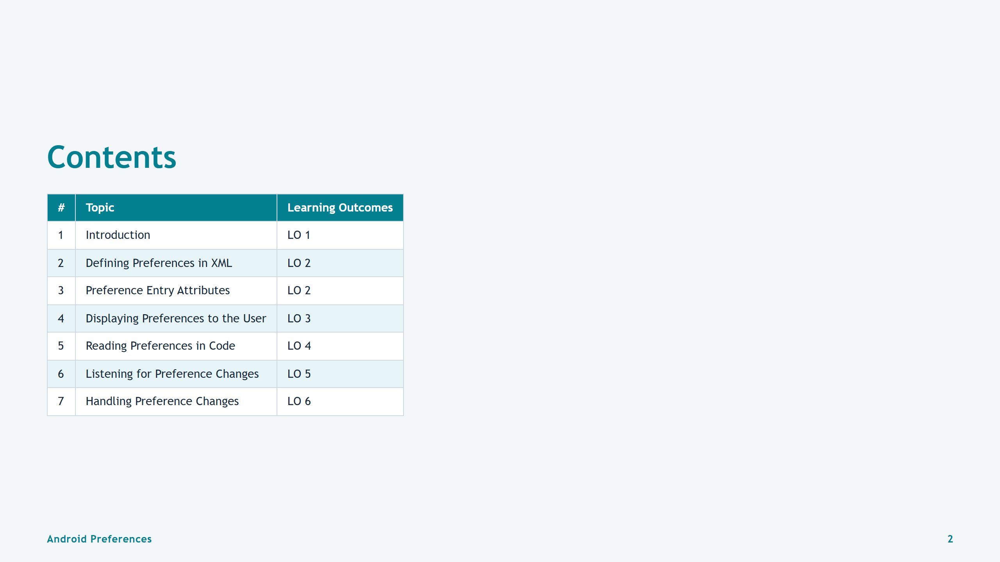 Contents
# Topic Learning Outcomes
1 Introduction LO 1
2 Defining Preferences in XML LO 2
3 Preference Entry Attributes LO 2
4 Displaying Preferences to the User LO 3
5 Reading Preferences in Code LO 4
6 Listening for Preference Changes LO 5
7 Handling Preference Changes LO 6
Android Preferences 2